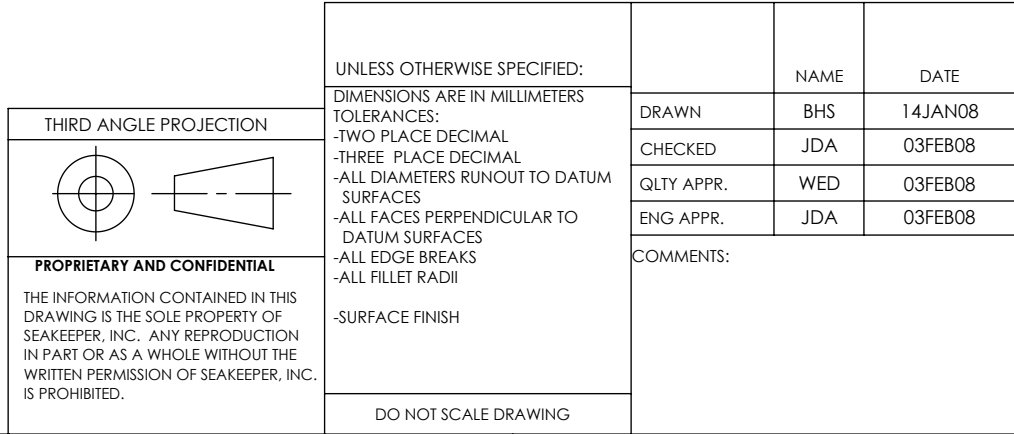 THIRD ANGLE PROJECTION
PROPRIETARY AND CONFIDENTIAL
THE INFORMATION CONTAINED IN THIS
DRAWING IS THE SOLE PROPERTY OF
SEAKEEPER, INC. ANY REPRODUCTION
IN PART OR AS A WHOLE WITHOUT THE
WRITTEN PERMISSION OF SEAKEEPER, INC.
IS PROHIBITED.
UNLESS OTHERWISE SPECIFIED:
DIMENSIONS ARE IN MILLIMETERS
TOLERANCES:
-TWO PLACE DECIMAL
-THREE PLACE DECIMAL
-ALL DIAMETERS RUNOUT TO DATUM
SURFACES
-ALL FACES PERPENDICULAR TO
DATUM SURFACES
-ALL EDGE BREAKS
-ALL FILLET RADII
-SURFACE FINISH
DO NOT SCALE DRAWING
NAME DATE
DRAWN BHS 14JAN08
CHECKED JDA 03FEB08
QLTY APPR. WED 03FEB08
ENG APPR. JDA 03FEB08
COMMENTS: